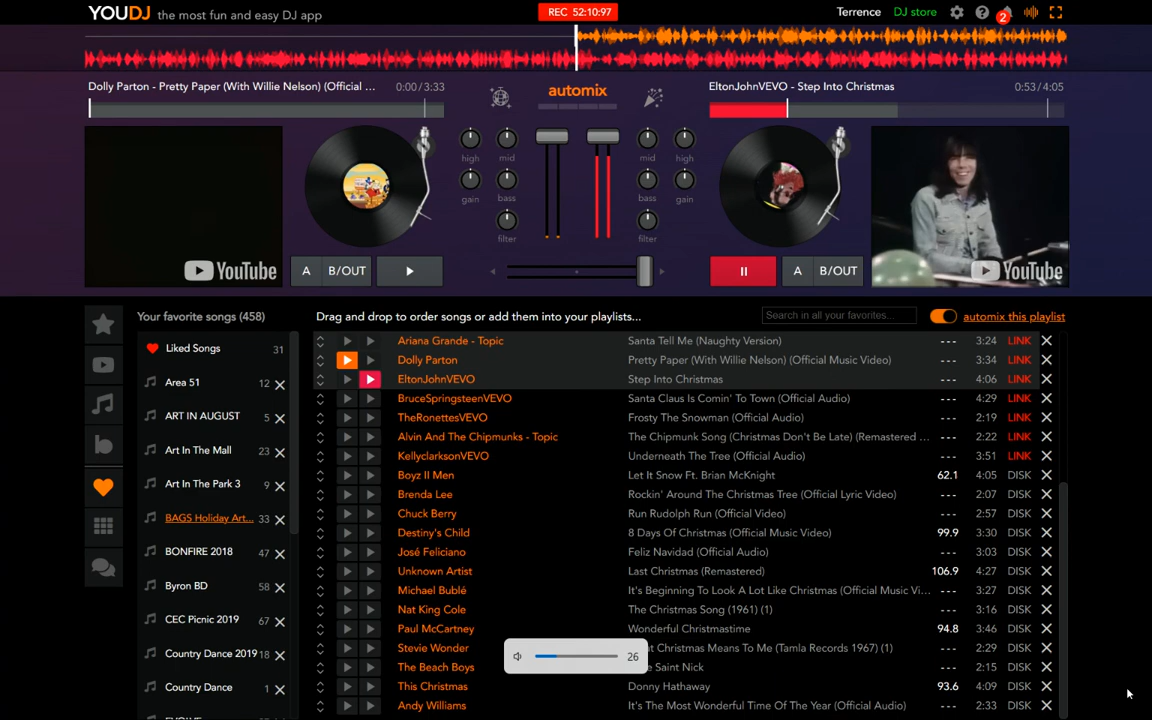 YOUDJ the most fun and easy DJ app
REC 52:10:97
Terrence DJ store 2
Dolly Parton - Pretty Paper (With Willie Nelson) (Official ... 0:00/3:33
automix
EltonJohnVEVO - Step Into Christmas 0:53/4:05
high mid mid high
gain bass bass gain
filter filter
YouTube A B/OUT A B/OUT YouTube
Your favorite songs (458)
Drag and drop to order songs or add them into your playlists...
Search in all your favorites...
automix this playlist
Liked Songs 31
Area 51 12
ART IN AUGUST 5
Art In The Mall 23
Art In The Park 3 9
BAGS Holiday Art... 33
BONFIRE 2018 47
Byron BD 58
CEC Picnic 2019 67
Country Dance 2019 18
Country Dance 1
Ariana Grande - Topic Santa Tell Me (Naughty Version) --- 3:24 LINK
Dolly Parton Pretty Paper (With Willie Nelson) (Official Music Video) --- 3:34 LINK
EltonJohnVEVO Step Into Christmas --- 4:06 LINK
BruceSpringsteenVEVO Santa Claus Is Comin' To Town (Official Audio) --- 4:29 LINK
TheRonettesVEVO Frosty The Snowman (Official Audio) --- 2:19 LINK
Alvin And The Chipmunks - Topic The Chipmunk Song (Christmas Don't Be Late) (Remastered ... --- 2:22 LINK
KellyclarksonVEVO Underneath The Tree (Official Audio) --- 3:51 LINK
Boyz II Men Let It Snow Ft. Brian McKnight 62.1 4:05 DISK
Brenda Lee Rockin' Around The Christmas Tree (Official Lyric Video) --- 2:07 DISK
Chuck Berry Run Rudolph Run (Official Video) --- 2:57 DISK
Destiny's Child 8 Days Of Christmas (Official Music Video) 99.9 3:30 DISK
José Feliciano Feliz Navidad (Official Audio) --- 3:03 DISK
Unknown Artist Last Christmas (Remastered) 106.9 4:27 DISK
Michael Bublé It's Beginning To Look A Lot Like Christmas (Official Music Vi... --- 3:27 DISK
Nat King Cole The Christmas Song (1961) (1) --- 3:16 DISK
Paul McCartney Wonderful Christmastime 94.8 3:46 DISK
Stevie Wonder Christmas Means To Me (Tamla Records 1967) (1) --- 2:29 DISK
26
The Beach Boys Saint Nick --- 2:15 DISK
This Christmas Donny Hathaway 93.6 4:09 DISK
Andy Williams It's The Most Wonderful Time Of The Year (Official Audio) --- 2:33 DISK